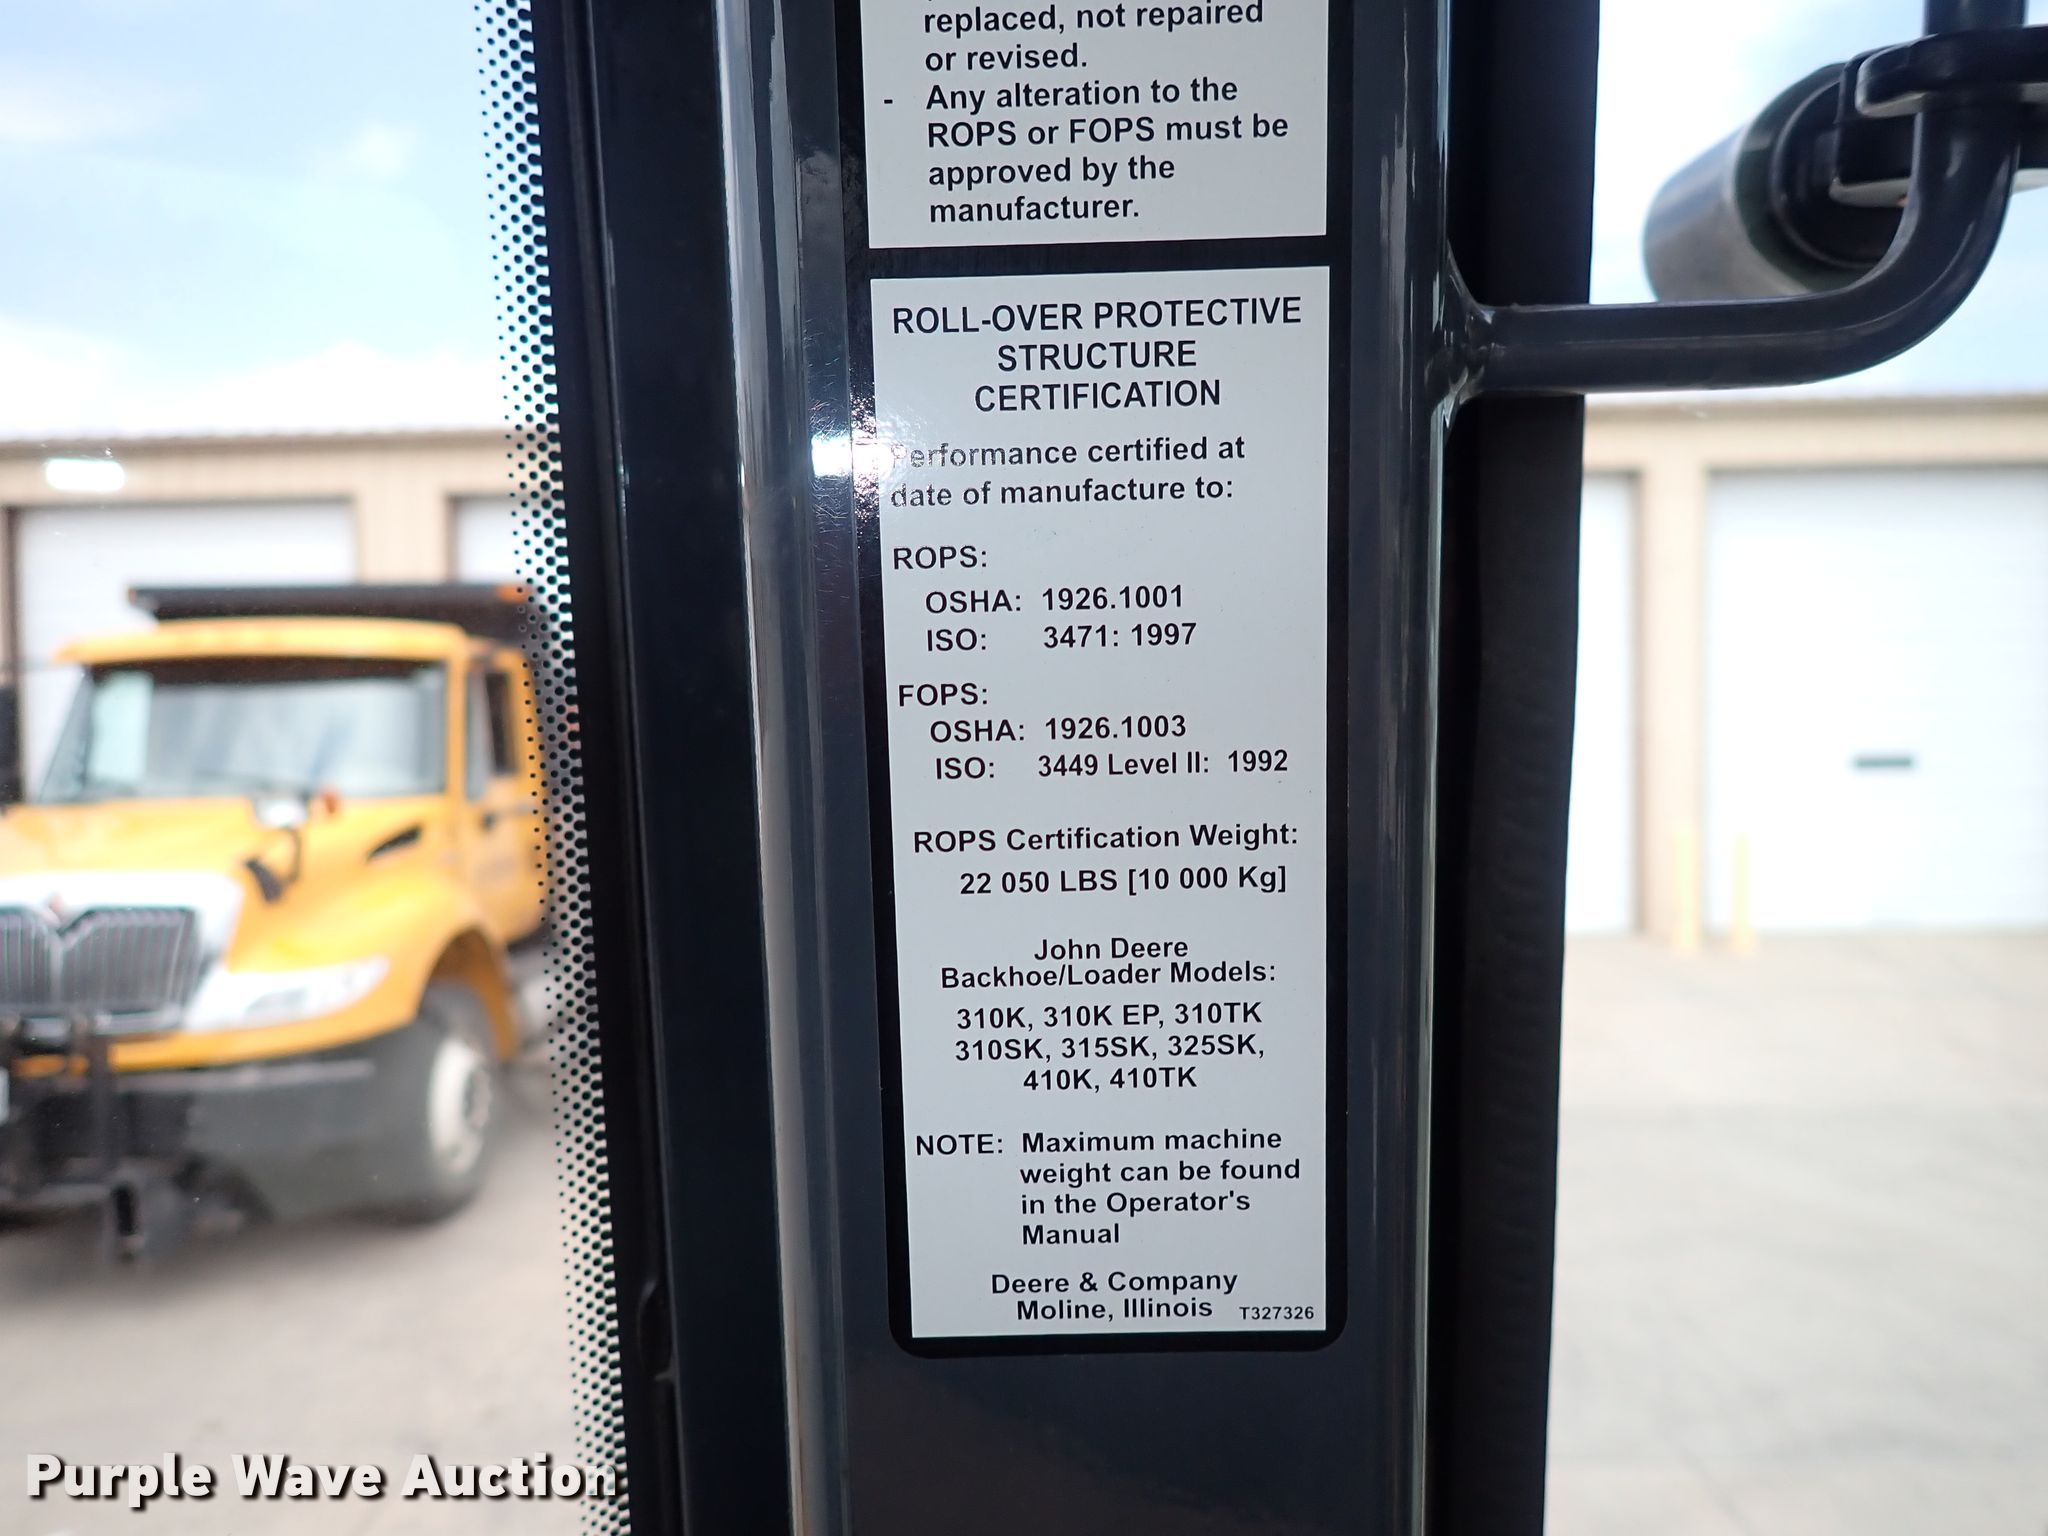 replaced, not repaired
or revised.
- Any alteration to the
ROPS or FOPS must be
approved by the
manufacturer.
ROLL-OVER PROTECTIVE
STRUCTURE
CERTIFICATION
Performance certified at
date of manufacture to:
ROPS:
OSHA: 1926.1001
ISO: 3471: 1997
FOPS:
OSHA: 1926.1003
ISO: 3449 Level II: 1992
ROPS Certification Weight:
22 050 LBS [10 000 Kg]
John Deere
Backhoe/Loader Models:
310K, 310K EP, 310TK
310SK, 315SK, 325SK,
410K, 410TK
NOTE: Maximum machine
weight can be found
in the Operator's
Manual
Deere & Company
Moline, Illinois T327326
Purple Wave Auction